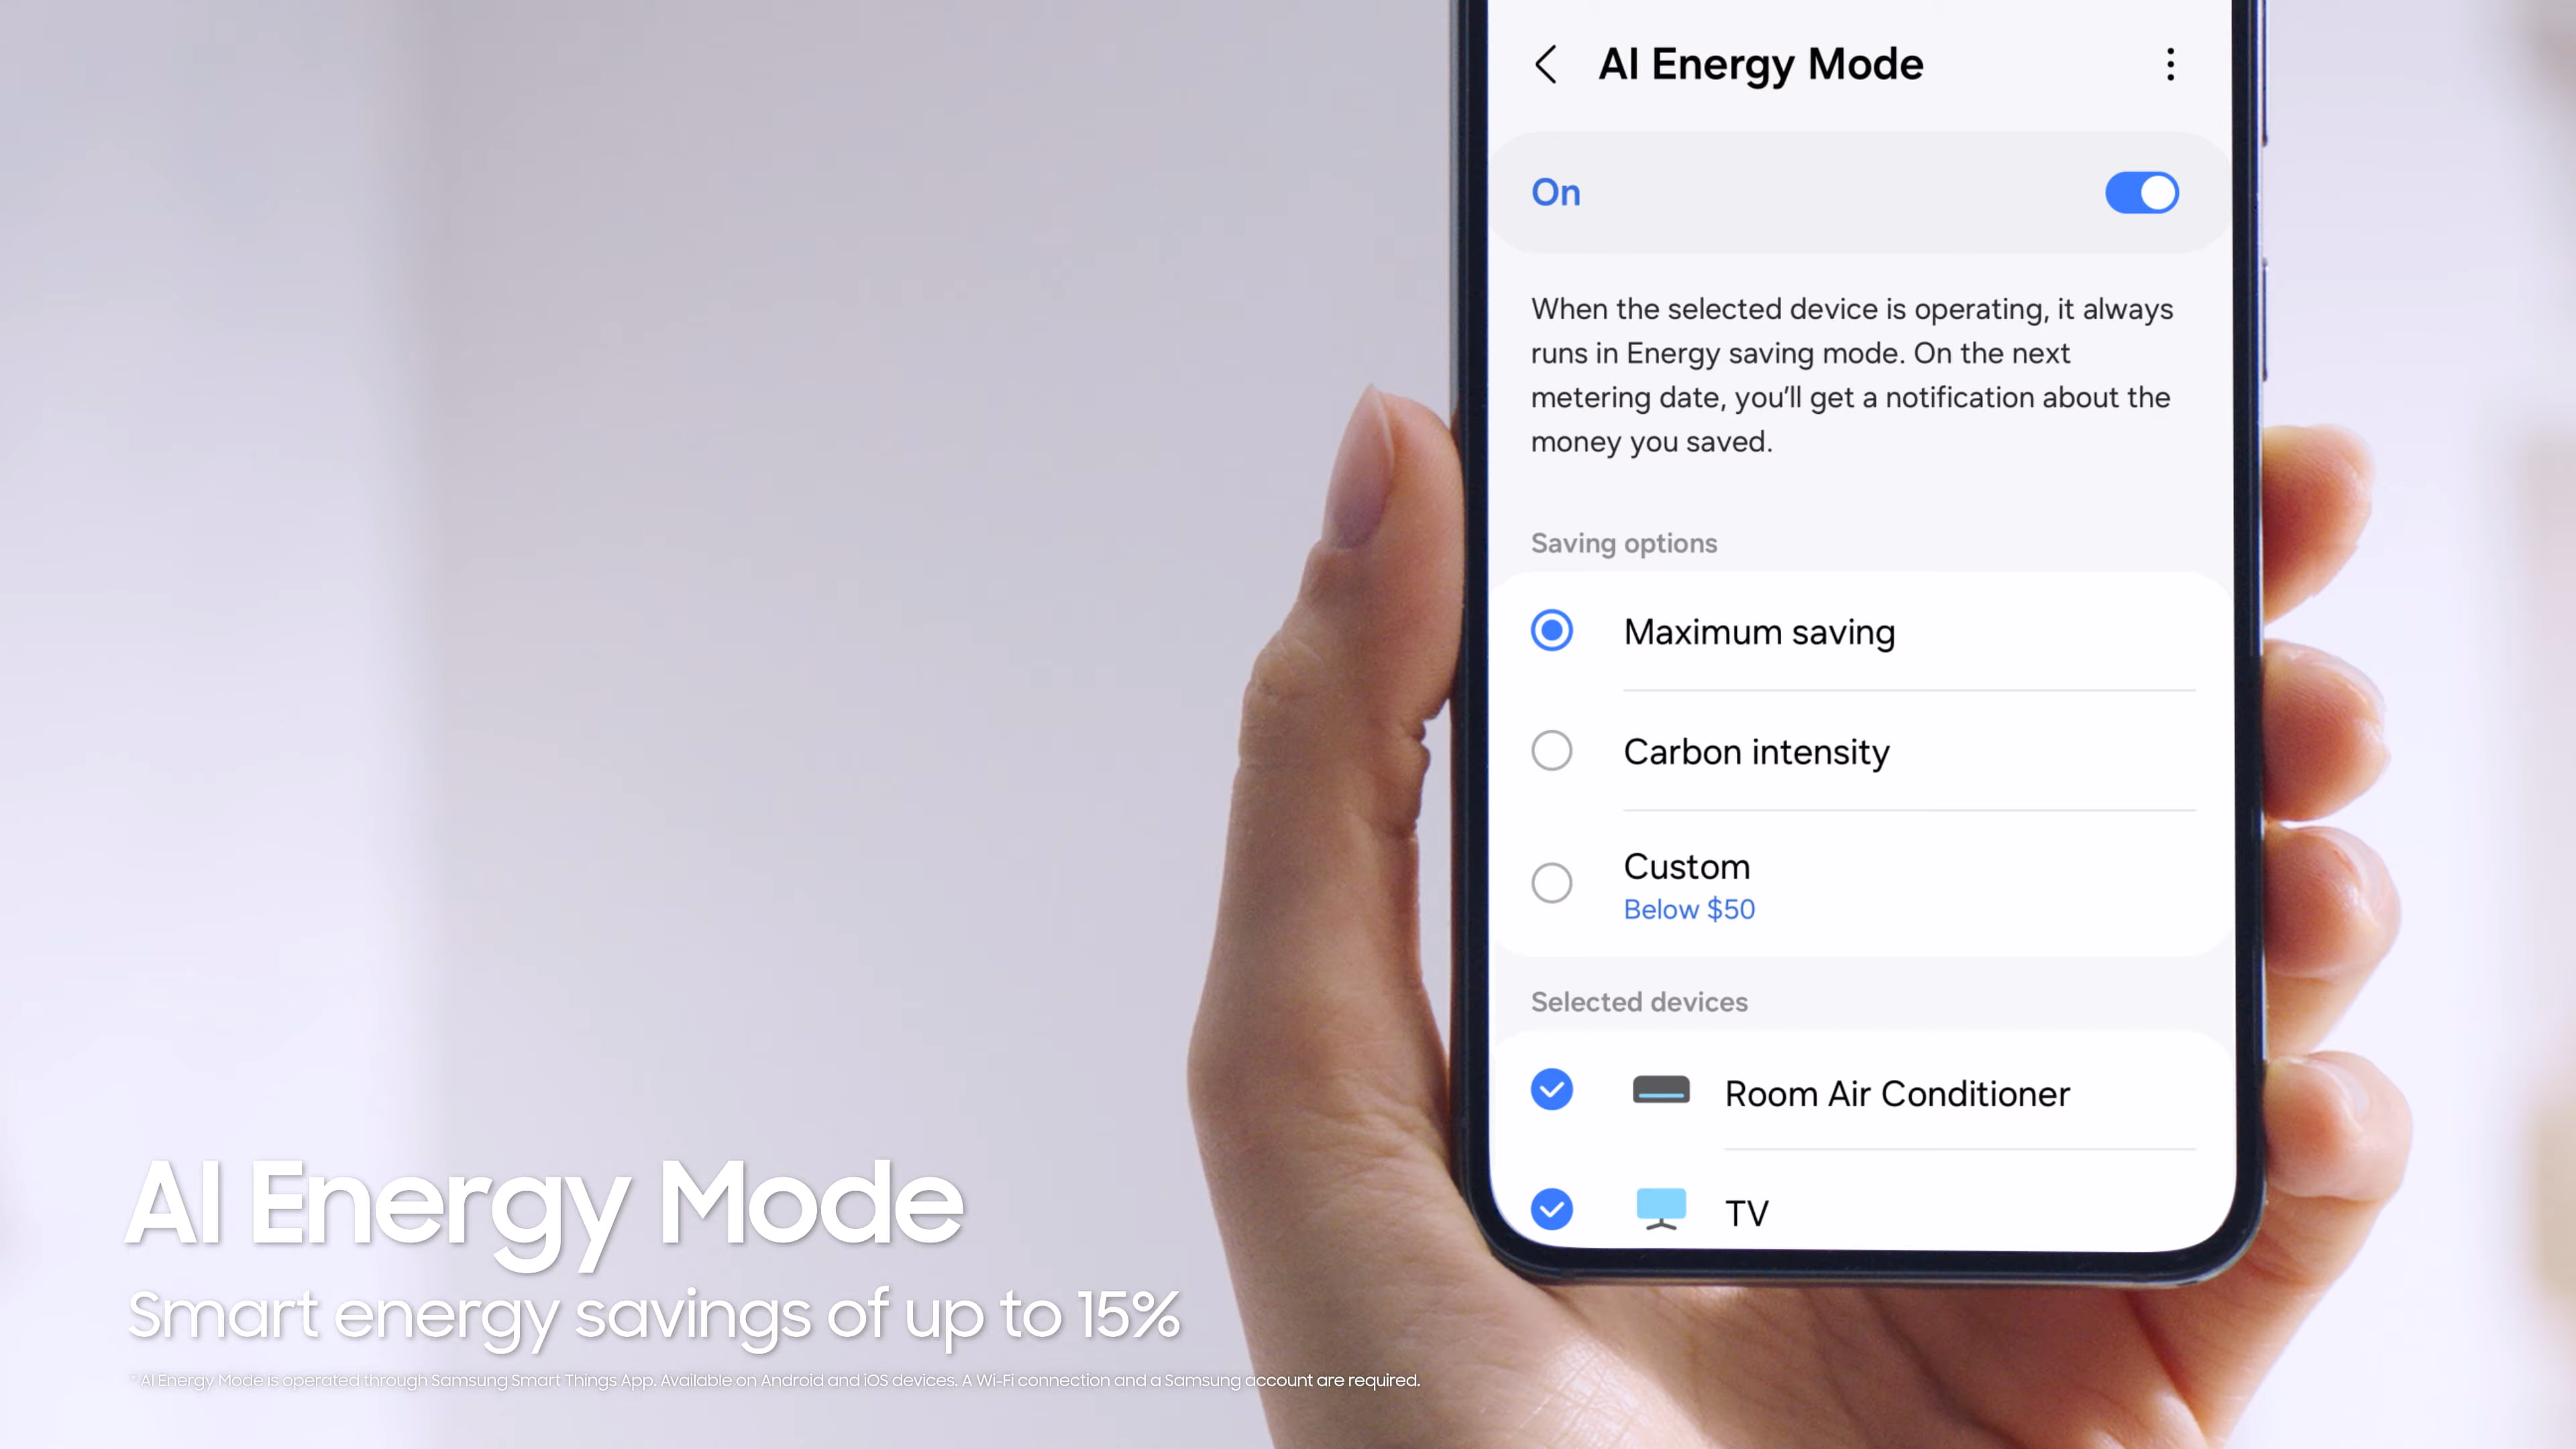 AI Energy Mode
On
When the selected device is operating, it always
runs in Energy saving mode. On the next
metering date, you'll get a notification about the
money you saved.
Saving options
Maximum saving
Carbon intensity
Custom
Below $50
Selected devices
Room Air Conditioner
TV
AI Energy Mode
Smart energy savings of up to 15%
* AI Energy Mode is operated through Samsung Smart Things App. Available on Android and iOS devices. A Wi-Fi connection and a Samsung account are required.